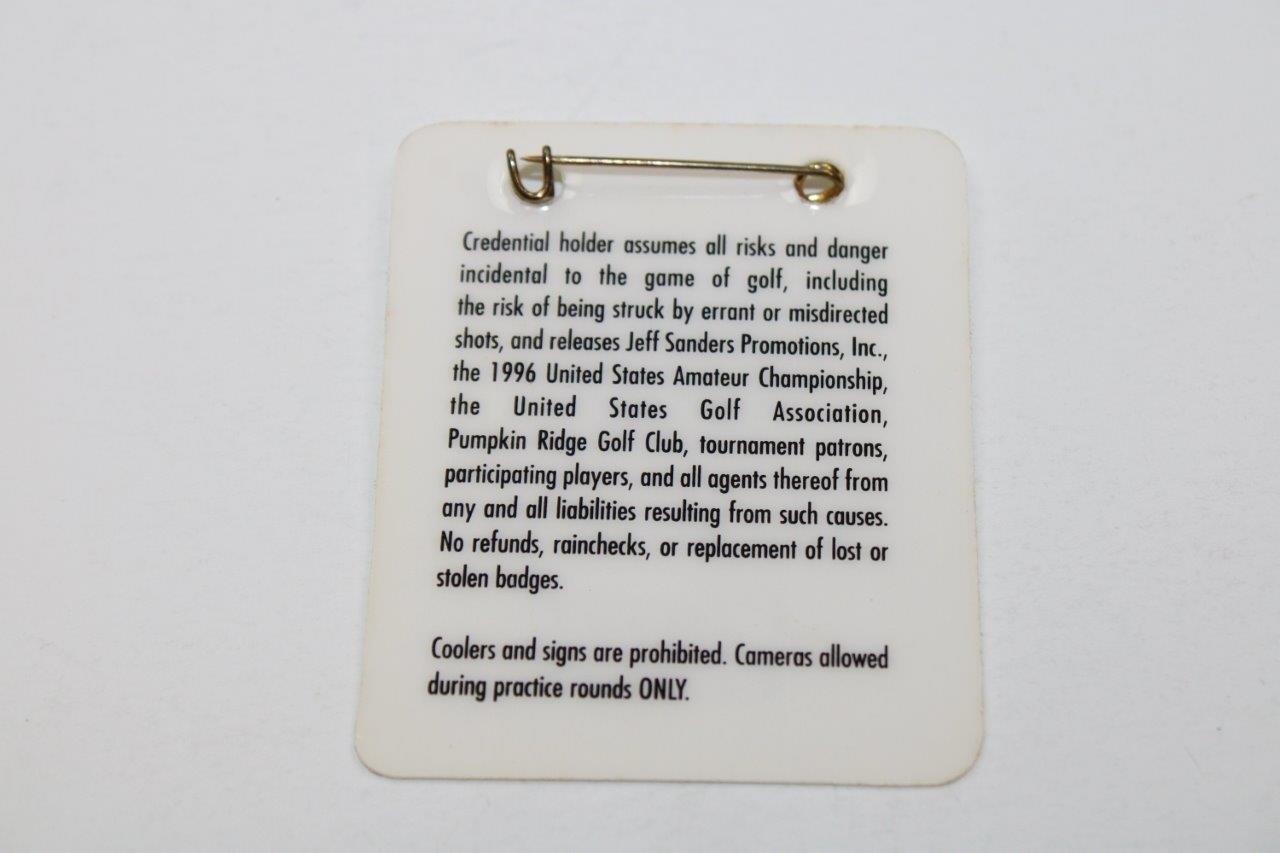 Credential holder assumes all risks and danger
incidental to the game of golf, including
the risk of being struck by errant or misdirected
shots, and releases Jeff Sanders Promotions, Inc.,
the 1996 United States Amateur Championship,
the United States Golf Association,
Pumpkin Ridge Golf Club, tournament patrons,
participating players, and all agents thereof from
any and all liabilities resulting from such causes.
No refunds, rainchecks, or replacement of lost or
stolen badges.
Coolers and signs are prohibited. Cameras allowed
during practice rounds ONLY.